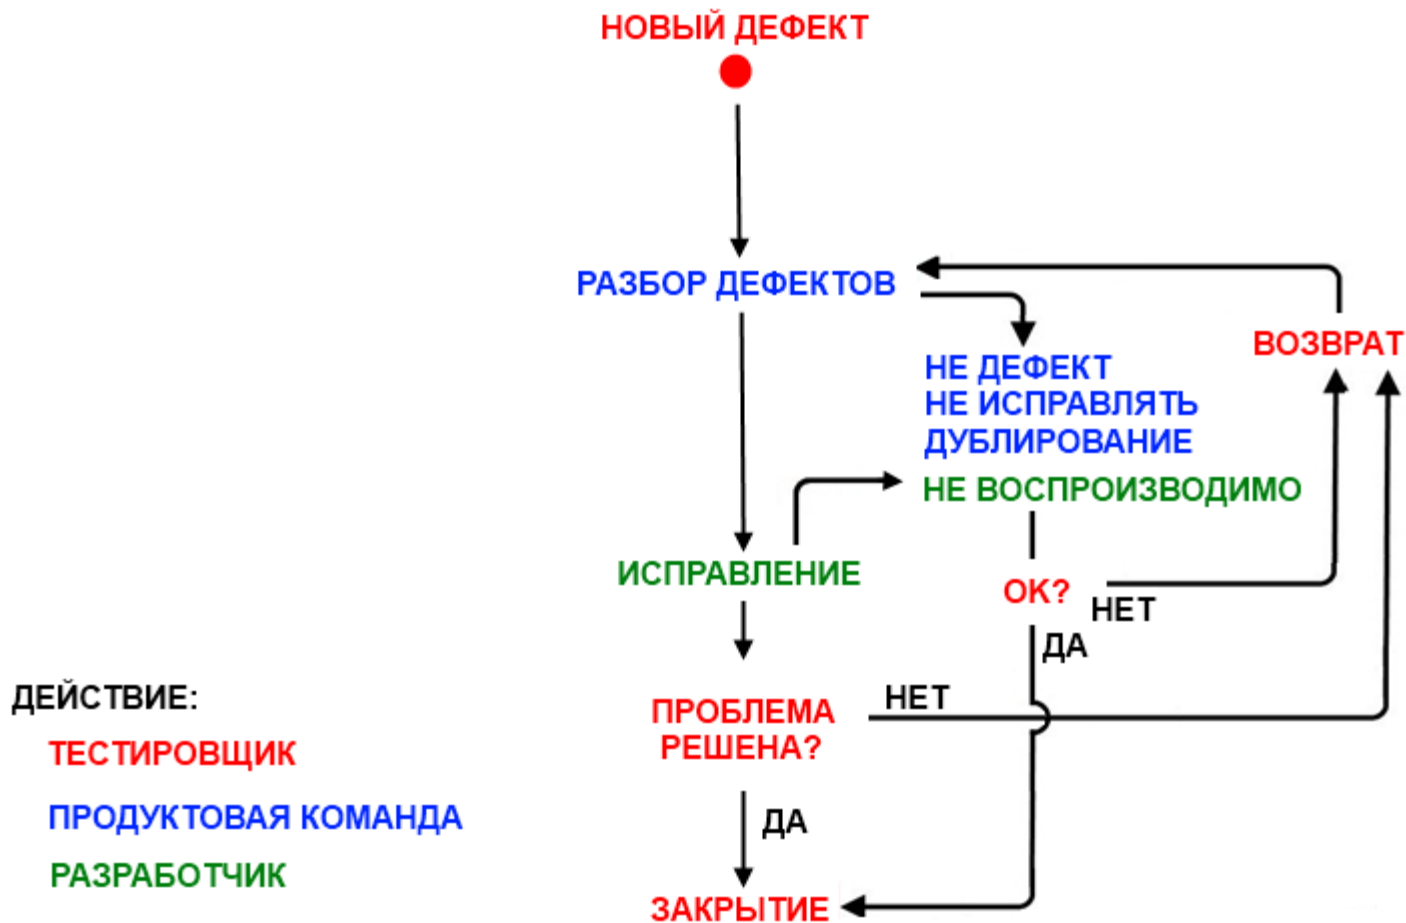 НОВЫЙ ДЕФЕКТ
РАЗБОР ДЕФЕКТОВ
ВОЗВРАТ
НЕ ДЕФЕКТ
НЕ ИСПРАВЛЯТЬ
ДУБЛИРОВАНИЕ
НЕ ВОСПРОИЗВОДИМО
ИСПРАВЛЕНИЕ
ОК?
НЕТ
ДА
ДЕЙСТВИЕ:
ТЕСТИРОВЩИК
ПРОДУКТОВАЯ КОМАНДА
РАЗРАБОТЧИК
ПРОБЛЕМА
РЕШЕНА?
НЕТ
ДА
ЗАКРЫТИЕ